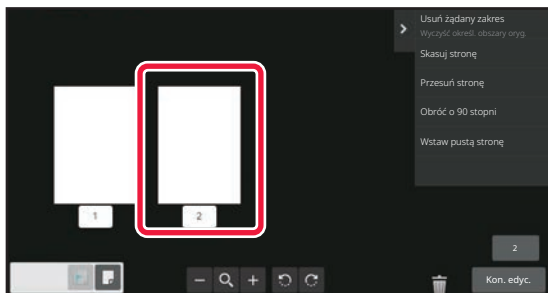 Usuń żądany zakres
Wyczyść określ. obszary oryg.
Skasuj stronę
Przesuń stronę
Obróć o 90 stopni
Wstaw pustą stronę
1
2
2
Kon. edyc.